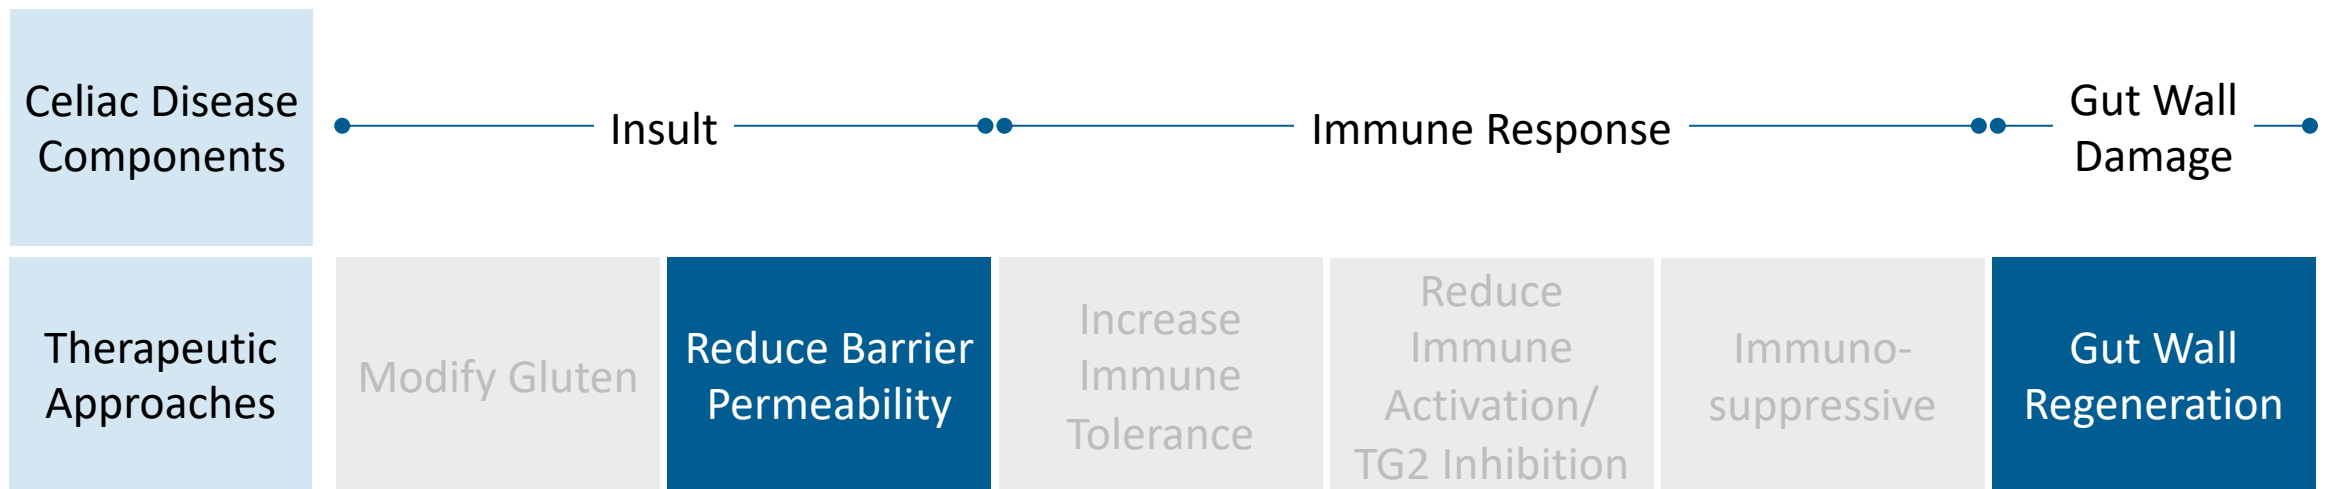 Celiac Disease
Components
Insult
Immune Response
Gut Wall
Damage
Therapeutic
Approaches
Modify Gluten
Reduce Barrier
Permeability
Increase
Immune
Tolerance
Reduce
Immune
Activation/
TG2 Inhibition
Immuno-
suppressive
Gut Wall
Regeneration